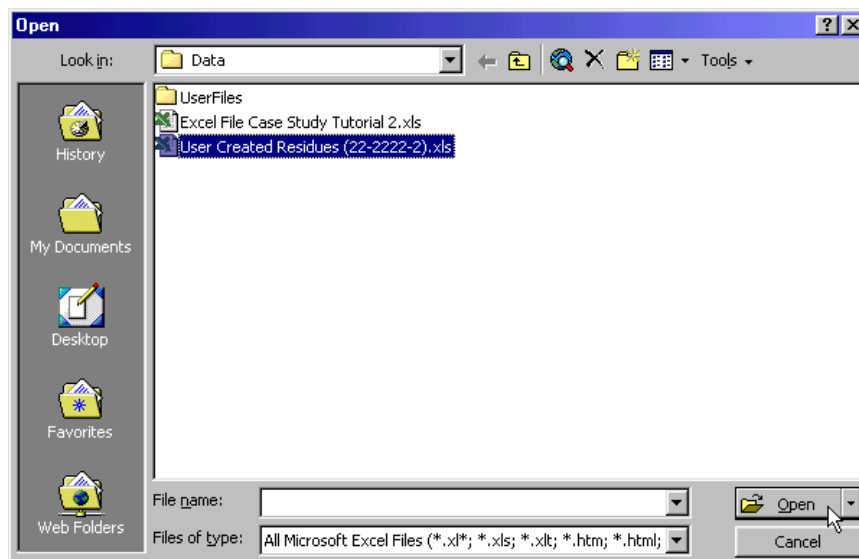 Open
Look in:
Data
Tools
History
My Documents
Desktop
Favorites
Web Folders
UserFiles
Excel File Case Study Tutorial 2.xls
User Created Residues (22-2222-2).xls
File name:
Open
Files of type:
All Microsoft Excel Files (*.xl*; *.xls; *.xlt; *.htm; *.html;
Cancel